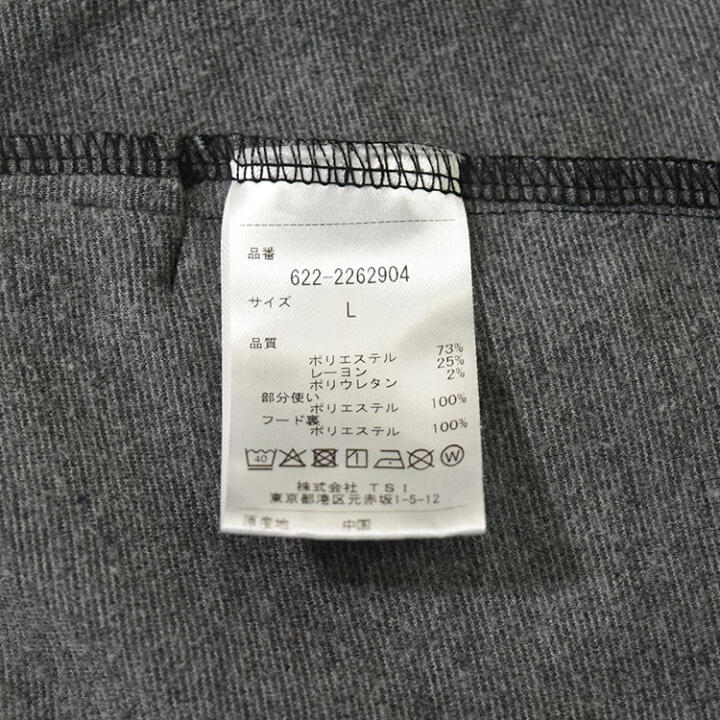 品番
622-2262904
サイズ
L
品質
ポリエステル 73%
レーヨン 25%
ポリウレタン 2%
部分使い
ポリエステル 100%
フード裏
ポリエステル 100%
40 W
株式会社 TSI
東京都港区元赤坂1-5-12
原産地 中国